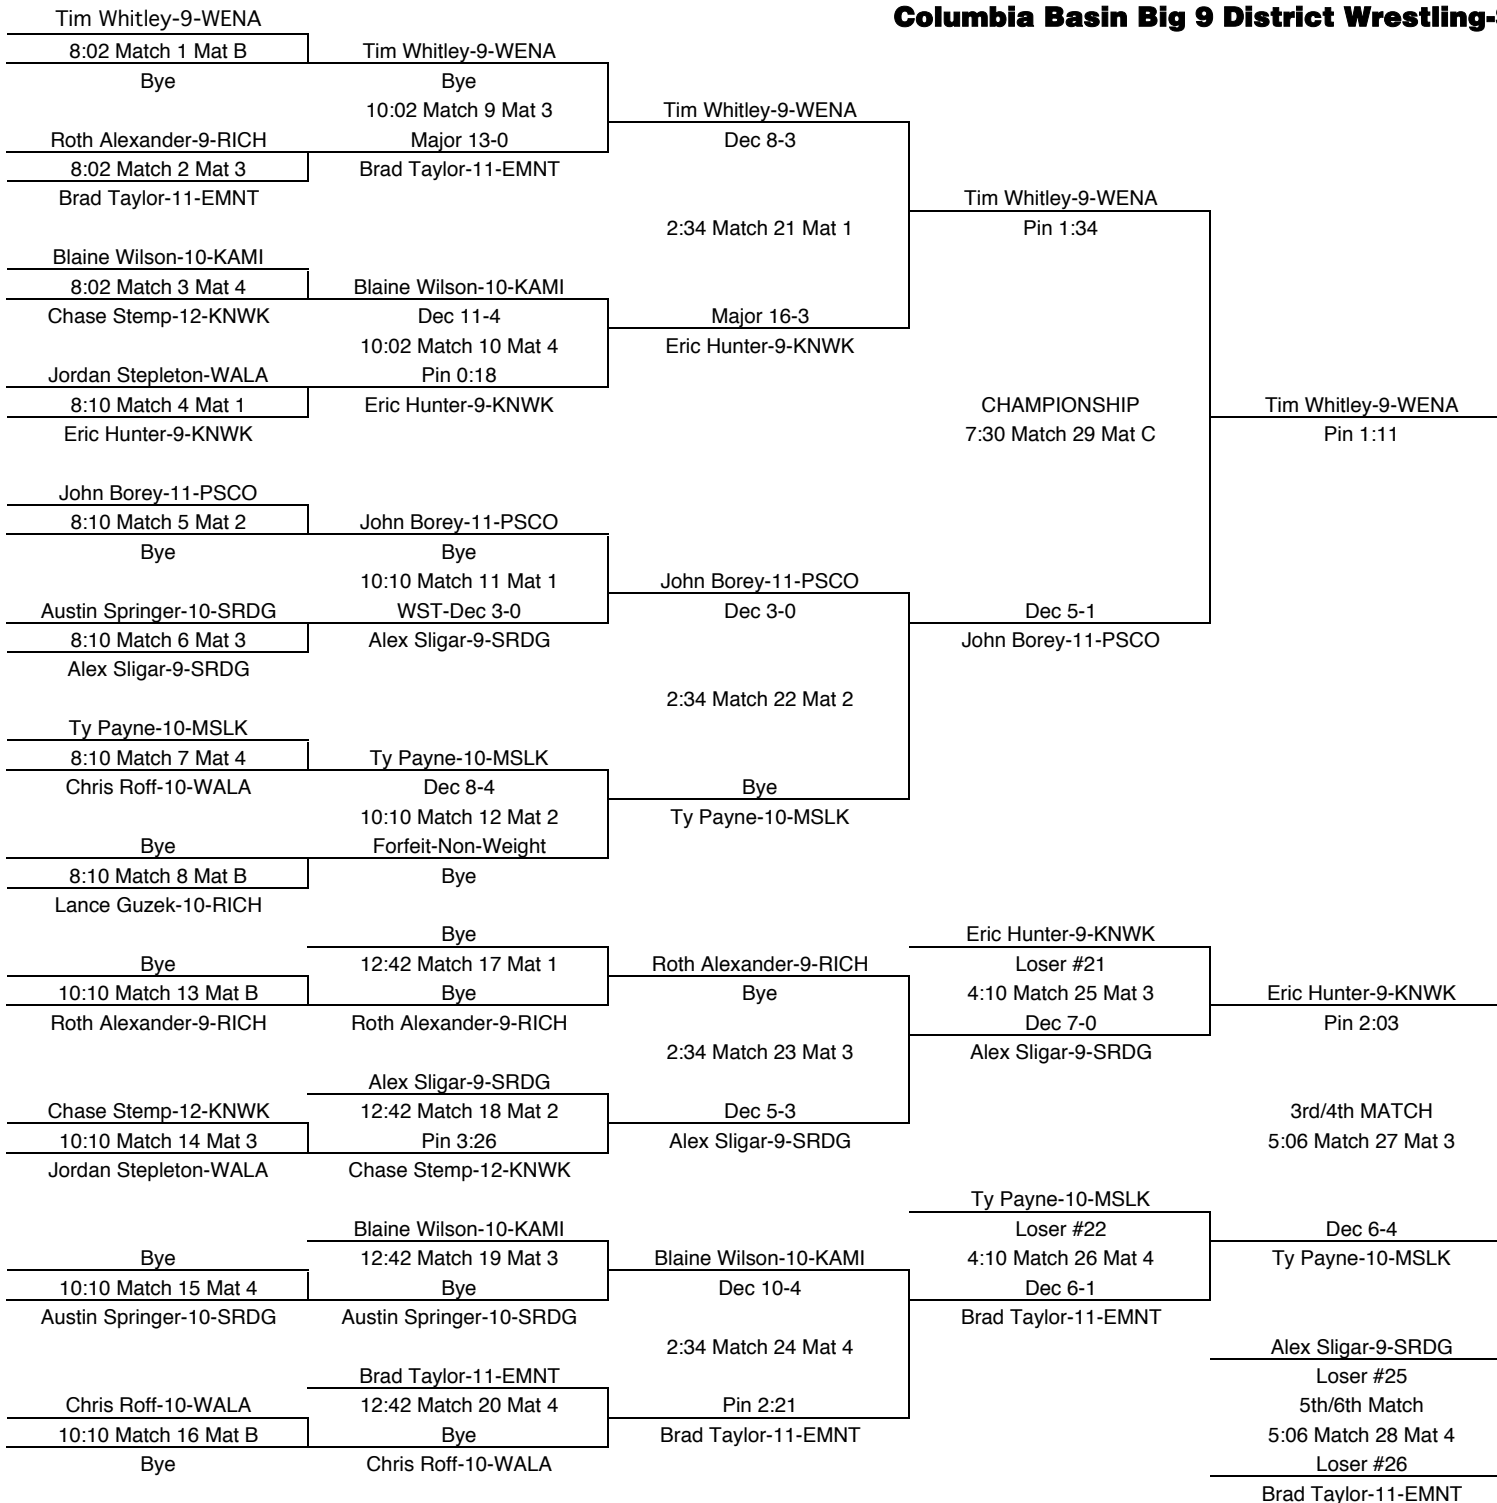 Columbia Basin Big 9 District Wrestling-
Tim Whitley-9-WENA
8:02 Match 1 Mat B
Bye
Roth Alexander-9-RICH
8:02 Match 2 Mat 3
Brad Taylor-11-EMNT
Blaine Wilson-10-KAMI
8:02 Match 3 Mat 4
Chase Stemp-12-KNWK
Jordan Stepleton-WALA
8:10 Match 4 Mat 1
Eric Hunter-9-KNWK
John Borey-11-PSCO
8:10 Match 5 Mat 2
Bye
Austin Springer-10-SRDG
8:10 Match 6 Mat 3
Alex Sligar-9-SRDG
Ty Payne-10-MSLK
8:10 Match 7 Mat 4
Chris Roff-10-WALA
Bye
8:10 Match 8 Mat B
Lance Guzek-10-RICH
Tim Whitley-9-WENA
Bye
10:02 Match 9 Mat 3
Major 13-0
Brad Taylor-11-EMNT
Blaine Wilson-10-KAMI
Dec 11-4
10:02 Match 10 Mat 4
Pin 0:18
Eric Hunter-9-KNWK
John Borey-11-PSCO
Bye
10:10 Match 11 Mat 1
WST-Dec 3-0
Alex Sligar-9-SRDG
Ty Payne-10-MSLK
Dec 8-4
10:10 Match 12 Mat 2
Forfeit-Non-Weight
Bye
Tim Whitley-9-WENA
Dec 8-3
2:34 Match 21 Mat 1
Major 16-3
Eric Hunter-9-KNWK
John Borey-11-PSCO
Dec 3-0
2:34 Match 22 Mat 2
Bye
Ty Payne-10-MSLK
Tim Whitley-9-WENA
Pin 1:34
CHAMPIONSHIP
7:30 Match 29 Mat C
Dec 5-1
John Borey-11-PSCO
Tim Whitley-9-WENA
Pin 1:11
Bye
10:10 Match 13 Mat B
Roth Alexander-9-RICH
Chase Stemp-12-KNWK
10:10 Match 14 Mat 3
Jordan Stepleton-WALA
Bye
10:10 Match 15 Mat 4
Austin Springer-10-SRDG
Chris Roff-10-WALA
10:10 Match 16 Mat B
Bye
Bye
12:42 Match 17 Mat 1
Bye
Roth Alexander-9-RICH
Alex Sligar-9-SRDG
12:42 Match 18 Mat 2
Pin 3:26
Chase Stemp-12-KNWK
Blaine Wilson-10-KAMI
12:42 Match 19 Mat 3
Bye
Austin Springer-10-SRDG
Brad Taylor-11-EMNT
12:42 Match 20 Mat 4
Bye
Chris Roff-10-WALA
Roth Alexander-9-RICH
Bye
2:34 Match 23 Mat 3
Dec 5-3
Alex Sligar-9-SRDG
Blaine Wilson-10-KAMI
Dec 10-4
2:34 Match 24 Mat 4
Pin 2:21
Brad Taylor-11-EMNT
Eric Hunter-9-KNWK
Loser #21
4:10 Match 25 Mat 3
Dec 7-0
Alex Sligar-9-SRDG
Ty Payne-10-MSLK
Loser #22
4:10 Match 26 Mat 4
Dec 6-1
Brad Taylor-11-EMNT
Eric Hunter-9-KNWK
Pin 2:03
3rd/4th MATCH
5:06 Match 27 Mat 3
Dec 6-4
Ty Payne-10-MSLK
Alex Sligar-9-SRDG
Loser #25
5th/6th Match
5:06 Match 28 Mat 4
Loser #26
Brad Taylor-11-EMNT